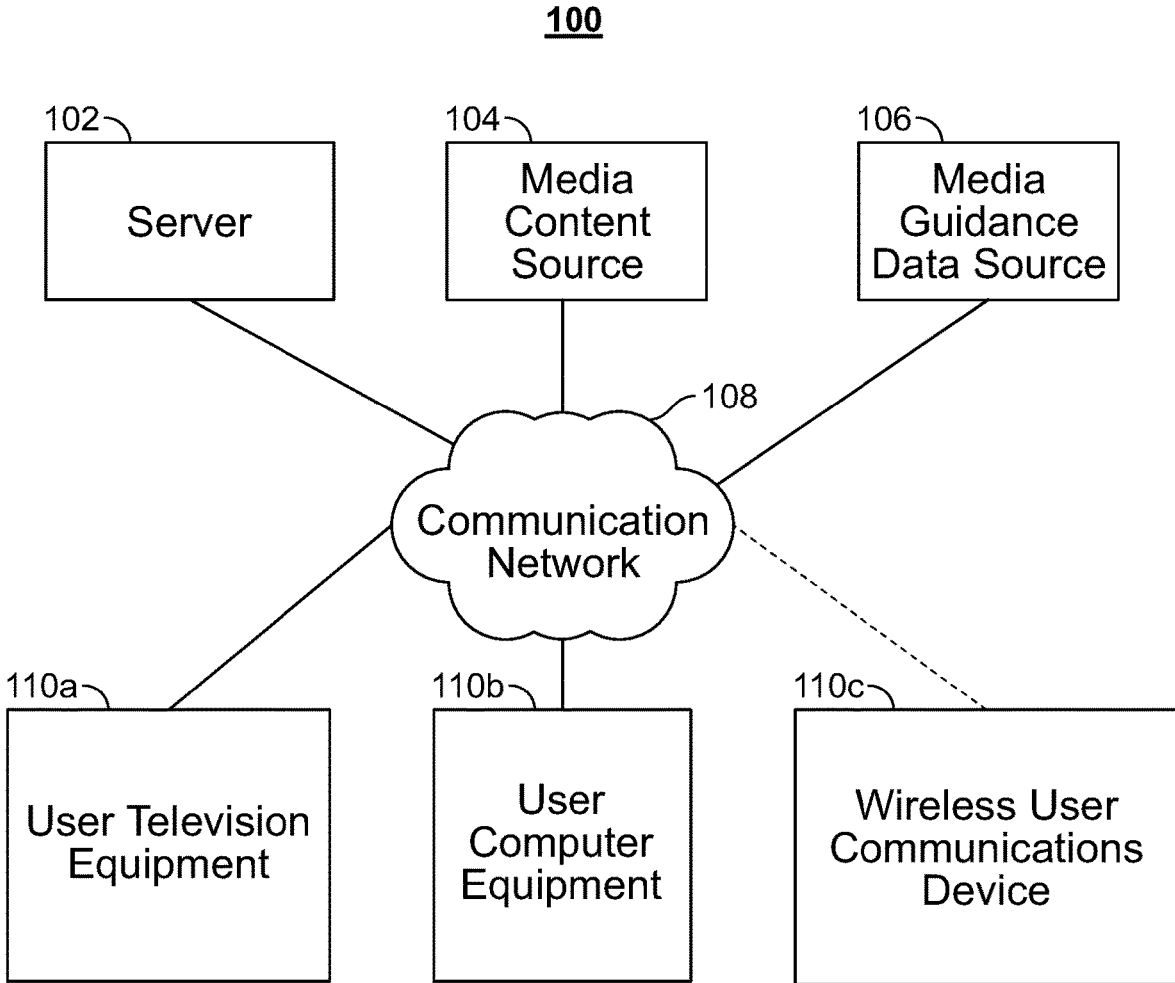 100
102
Server
104
Media
Content
Source
106
Media
Guidance
Data Source
108
Communication
Network
110a
User Television
Equipment
110b
User
Computer
Equipment
110c
Wireless User
Communications
Device